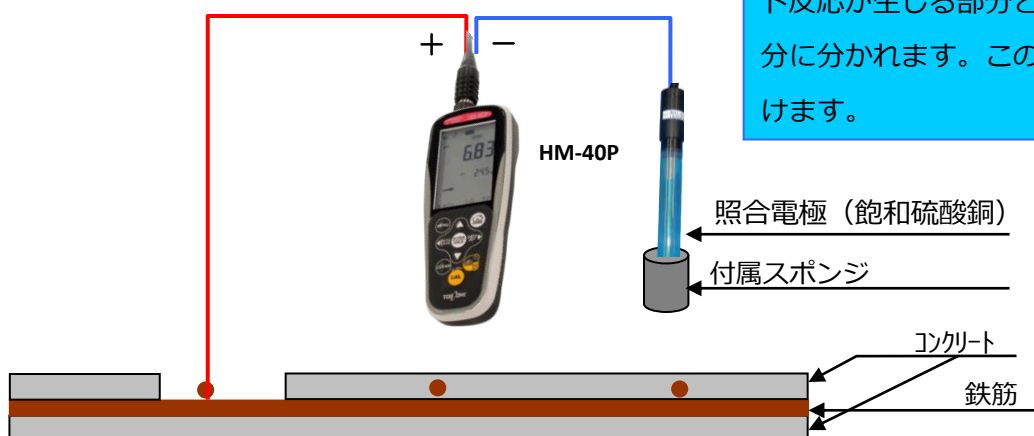 ド反応が生じる部分と
分に分かれます。この
けます。
+ −
6.83
HM-40P
照合電極（飽和硫酸銅）
付属スポンジ
コンクリート
鉄筋